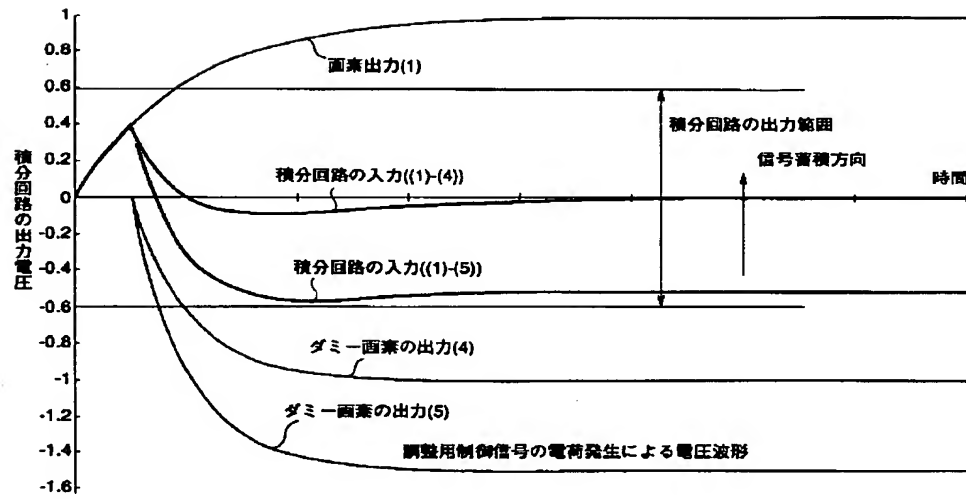 1
0.8
0.6
0.4
0.2
0
-0.2
-0.4
-0.6
-0.8
-1
-1.2
-1.4
-1.6
積分回路の出力電圧
画素出力(1)
積分回路の出力範囲
信号蓄積方向
時間
積分回路の入力((1)-(4))
積分回路の入力((1)-(5))
ダミー画素の出力(4)
ダミー画素の出力(5)
調整用制御信号の電荷発生による電圧波形